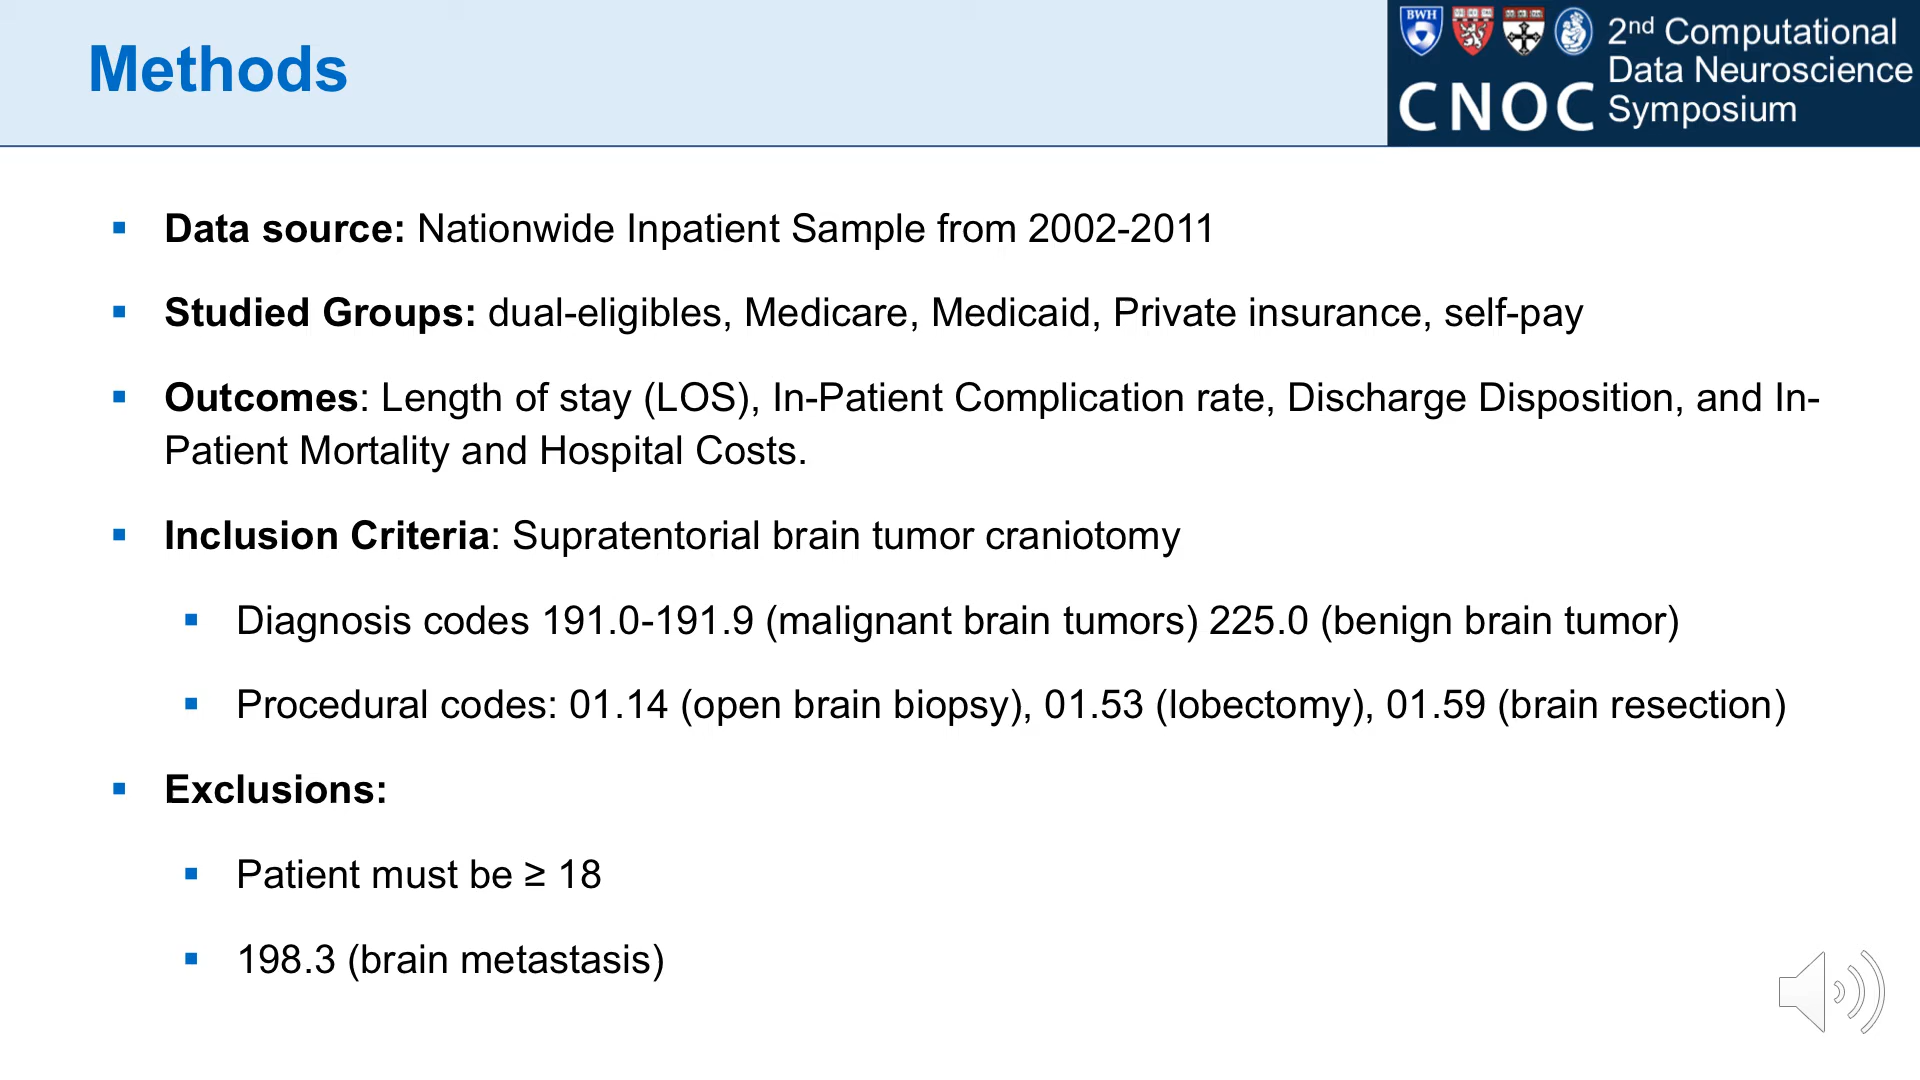 Methods
BWH
CNOC
2nd Computational
Data Neuroscience
Symposium
▪ Data source: Nationwide Inpatient Sample from 2002-2011
▪ Studied Groups: dual-eligibles, Medicare, Medicaid, Private insurance, self-pay
▪ Outcomes: Length of stay (LOS), In-Patient Complication rate, Discharge Disposition, and In-
Patient Mortality and Hospital Costs.
▪ Inclusion Criteria: Supratentorial brain tumor craniotomy
▪ Diagnosis codes 191.0-191.9 (malignant brain tumors) 225.0 (benign brain tumor)
▪ Procedural codes: 01.14 (open brain biopsy), 01.53 (lobectomy), 01.59 (brain resection)
▪ Exclusions:
▪ Patient must be ≥ 18
▪ 198.3 (brain metastasis)